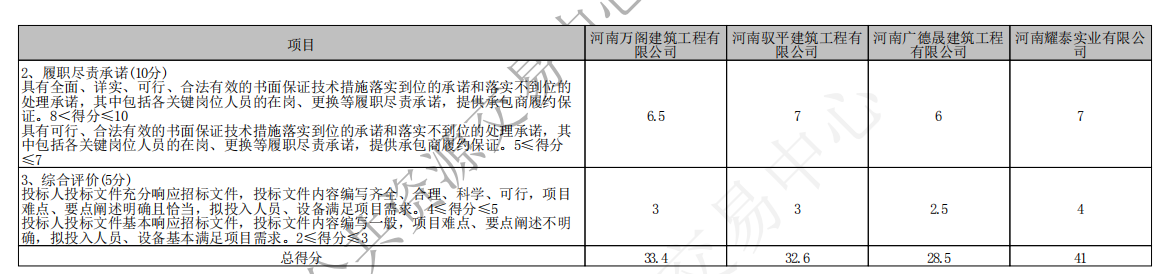 项目
河南万阁建筑工程有
限公司
河南驭平建筑工程有
限公司
河南广德晟建筑工程
有限公司
河南耀泰实业有限公
司
2、履职尽责承诺(10分)
具有全面、详实、可行、合法有效的书面保证技术措施落实到位的承诺和落实不到位的
处理承诺，其中包括各关键岗位人员的在岗、更换等履职尽责承诺，提供承包商履约保
证。8＜得分≤10
具有可行、合法有效的书面保证技术措施落实到位的承诺和落实不到位的处理承诺，其
中包括各关键岗位人员的在岗、更换等履职尽责承诺，提供承包商履约保证。5≤得分
≤7
6.5
7
6
7
3、综合评价(5分)
投标人投标文件充分响应招标文件，投标文件内容编写齐全、合理、科学、可行，项目
难点、要点阐述明确且恰当，拟投入人员、设备满足项目需求。4≤得分≤5
投标人投标文件基本响应招标文件，投标文件内容编写一般，项目难点、要点阐述不明
确，拟投入人员、设备基本满足项目需求。2≤得分≤3
3
3
2.5
4
总得分
33.4
32.6
28.5
41
公共资源交易中心
交易中心